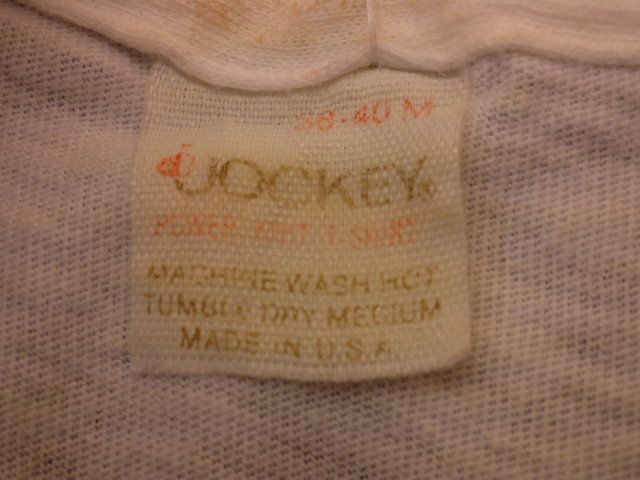 38-40 M
JOCKEY®
POWER KNIT T-SHIRT
MACHINE WASH HOT
TUMBLE DRY MEDIUM
MADE IN U.S.A.